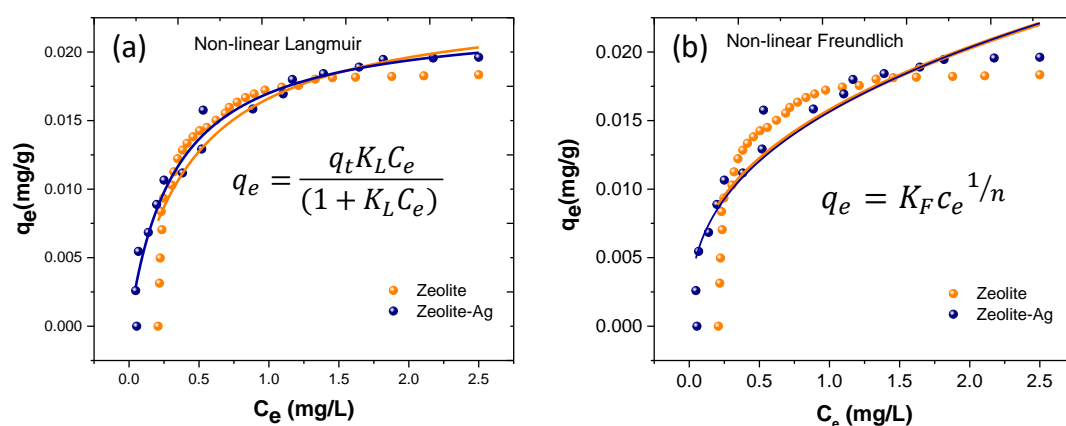 (a) Non-linear Langmuir
qe(mg/g)
0.020
0.015
0.010
0.005
0.000
qe = qtKLCe / (1 + KLCe)
Zeolite
Zeolite-Ag
0.0 0.5 1.0 1.5 2.0 2.5
Ce (mg/L)
(b) Non-linear Freundlich
qe(mg/g)
0.020
0.015
0.010
0.005
0.000
qe = KFce1/n
Zeolite
Zeolite-Ag
0.0 0.5 1.0 1.5 2.0 2.5
Ce (mg/L)